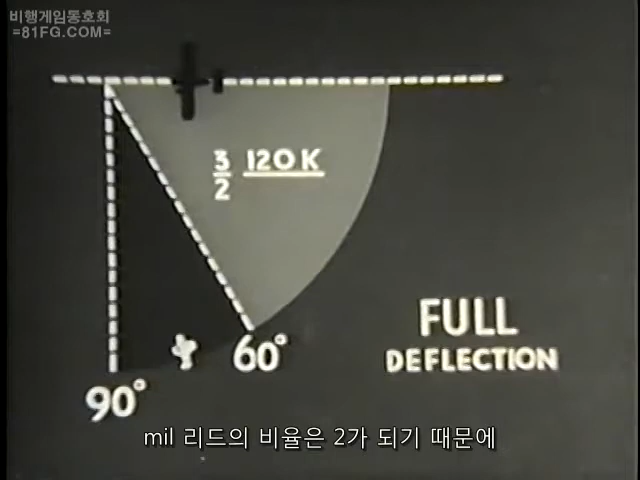 비행게임동호회
=81FG.COM=
3/2 120K
FULL
DEFLECTION
60°
90°
mil 리드의 비율은 2가 되기 때문에